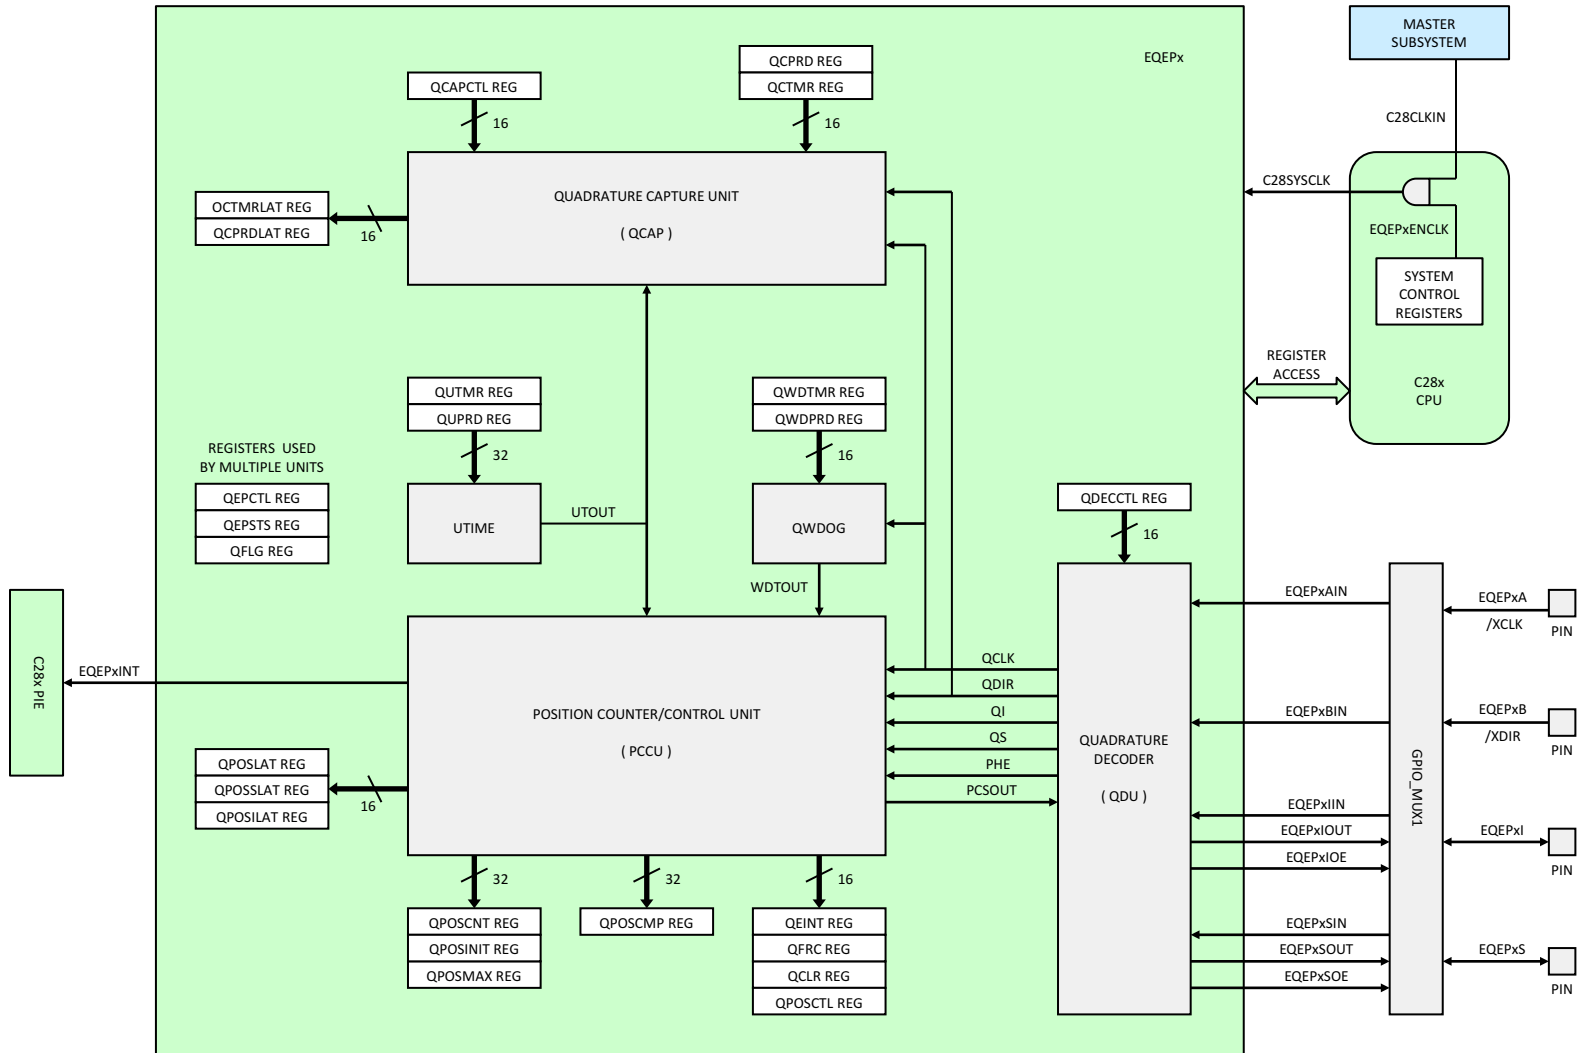 MASTER
SUBSYSTEM
EQEPx
QCPRD REG
QCTMR REG
QCAPCTL REG
16
16
C28CLKIN
QUADRATURE CAPTURE UNIT
( QCAP )
C28SYSCLK
EQEPxENCLK
SYSTEM
CONTROL
REGISTERS
OCTMRLAT REG
QCPRDLAT REG
16
REGISTER
ACCESS
C28x
CPU
QUTMR REG
QUPRD REG
32
QWDTMR REG
QWDPRD REG
16
REGISTERS USED
BY MULTIPLE UNITS
QEPCTL REG
QEPSTS REG
QFLG REG
UTIME
UTOUT
QWDOG
WDTOUT
QDECCTL REG
16
C28x PIE
EQEPxINT
POSITION COUNTER/CONTROL UNIT
( PCCU )
QCLK
QDIR
QI
QS
PHE
PCSOUT
QUADRATURE
DECODER
( QDU )
EQEPxAIN
EQEPxBIN
EQEPxIIN
EQEPxIOUT
EQEPxIOE
EQEPxSIN
EQEPxSOUT
EQEPxSOE
GPIO_MUX1
EQEPxA
/XCLK
PIN
EQEPxB
/XDIR
PIN
EQEPxI
PIN
EQEPxS
PIN
QPOSLAT REG
QPOSSLAT REG
QPOSILAT REG
16
32
32
16
QPOSCNT REG
QPOSINIT REG
QPOSMAX REG
QPOSCMP REG
QEINT REG
QFRC REG
QCLR REG
QPOSCTL REG